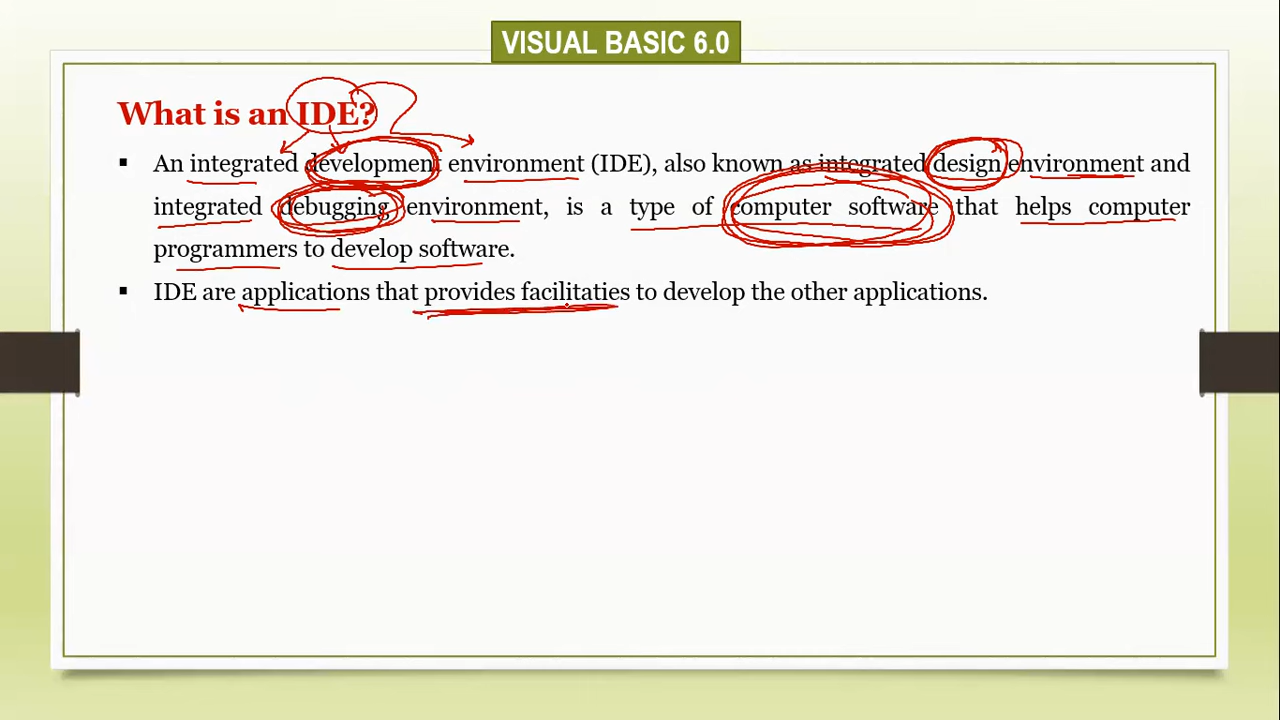 VISUAL BASIC 6.0
What is an IDE?
▪ An integrated development environment (IDE), also known as integrated design environment and
integrated debugging environment, is a type of computer software that helps computer
programmers to develop software.
▪ IDE are applications that provides facilitaties to develop the other applications.